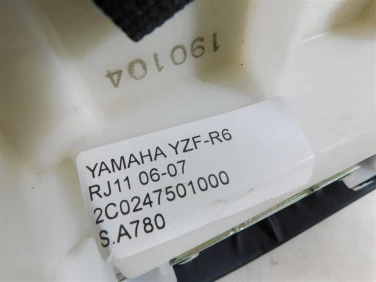 190104
YAMAHA YZF-R6
RJ11 06-07
2C0247501000
S.A780